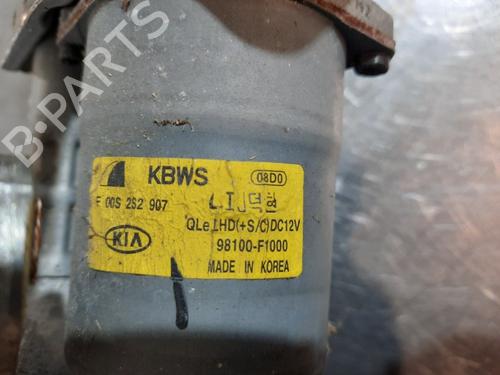 B-PARTS
KBWS
08D0
F 00S 2S2 907
KIA
QLe LHD(+S/C)DC12V
98100-F1000
MADE IN KOREA